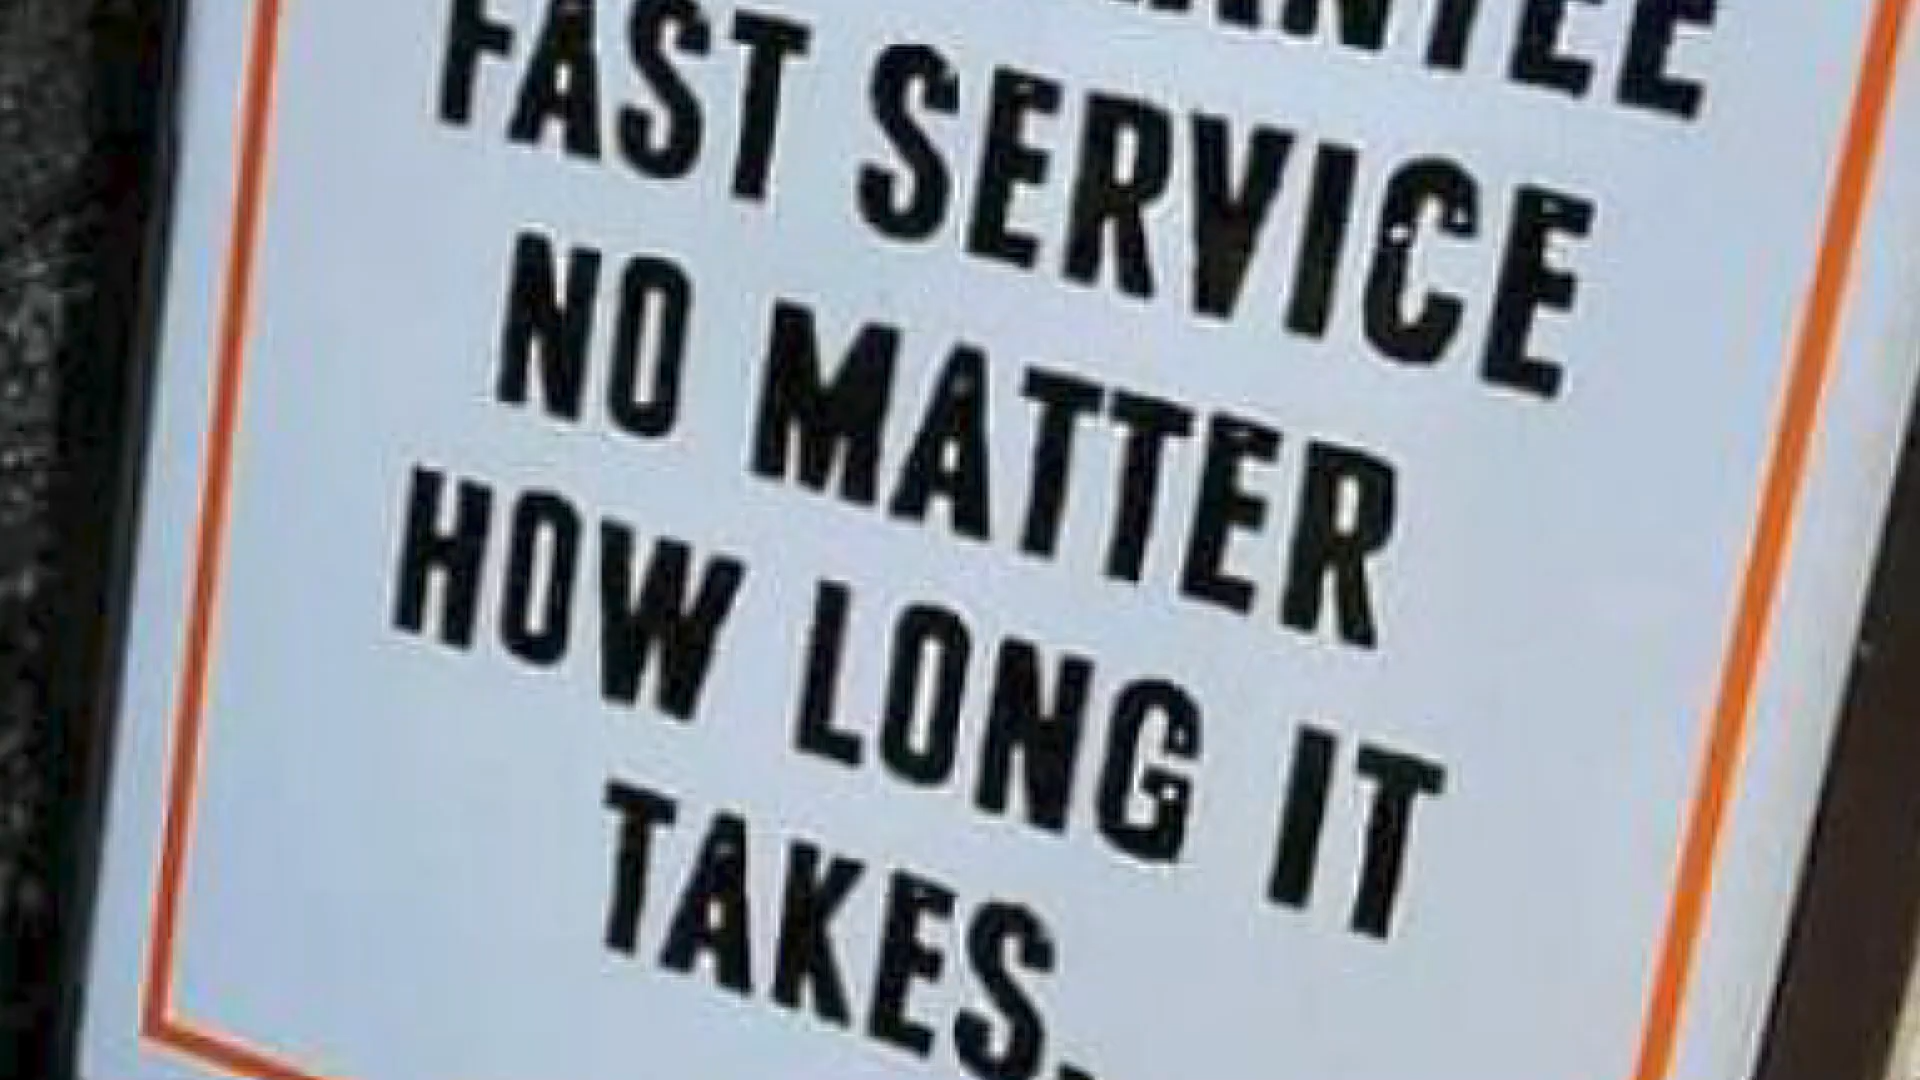 FAST SERVICE
NO MATTER
HOW LONG IT
TAKES.